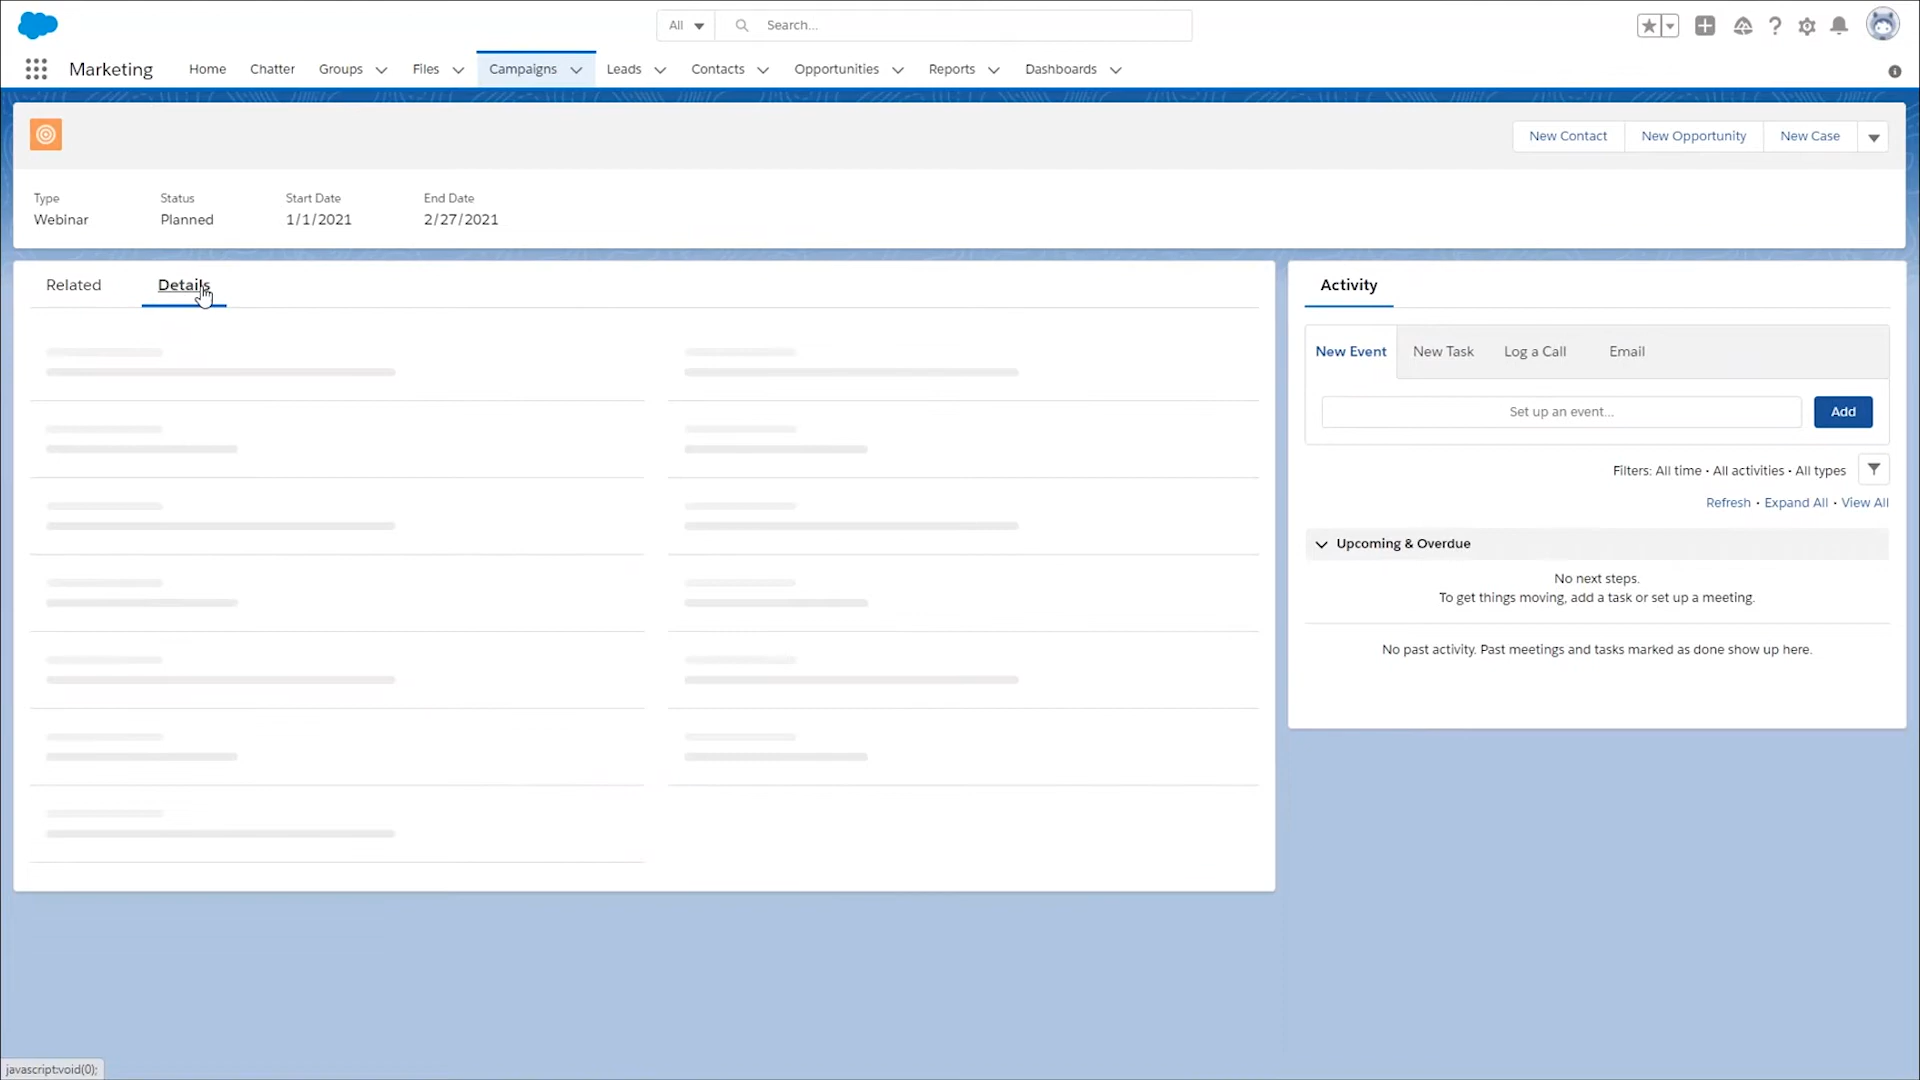 All
Search...
Marketing
Home
Chatter
Groups
Files
Campaigns
Leads
Contacts
Opportunities
Reports
Dashboards
New Contact
New Opportunity
New Case
Type
Webinar
Status
Planned
Start Date
1/1/2021
End Date
2/27/2021
Related
Details
Activity
New Event
New Task
Log a Call
Email
Set up an event...
Add
Filters: All time • All activities • All types
Refresh • Expand All • View All
Upcoming & Overdue
No next steps.
To get things moving, add a task or set up a meeting.
No past activity. Past meetings and tasks marked as done show up here.
javascript:void(0);